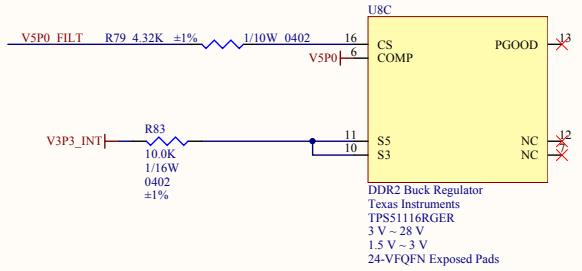 U8C
V5P0_FILT R79 4.32K ±1% 1/10W 0402 16 CS PGOOD 13
V5P0 6 COMP
R83
V3P3_INT 11 S5 NC 12
10.0K 10 S3 NC 7
1/16W
0402
±1%
DDR2 Buck Regulator
Texas Instruments
TPS51116RGER
3 V ~ 28 V
1.5 V ~ 3 V
24-VFQFN Exposed Pads